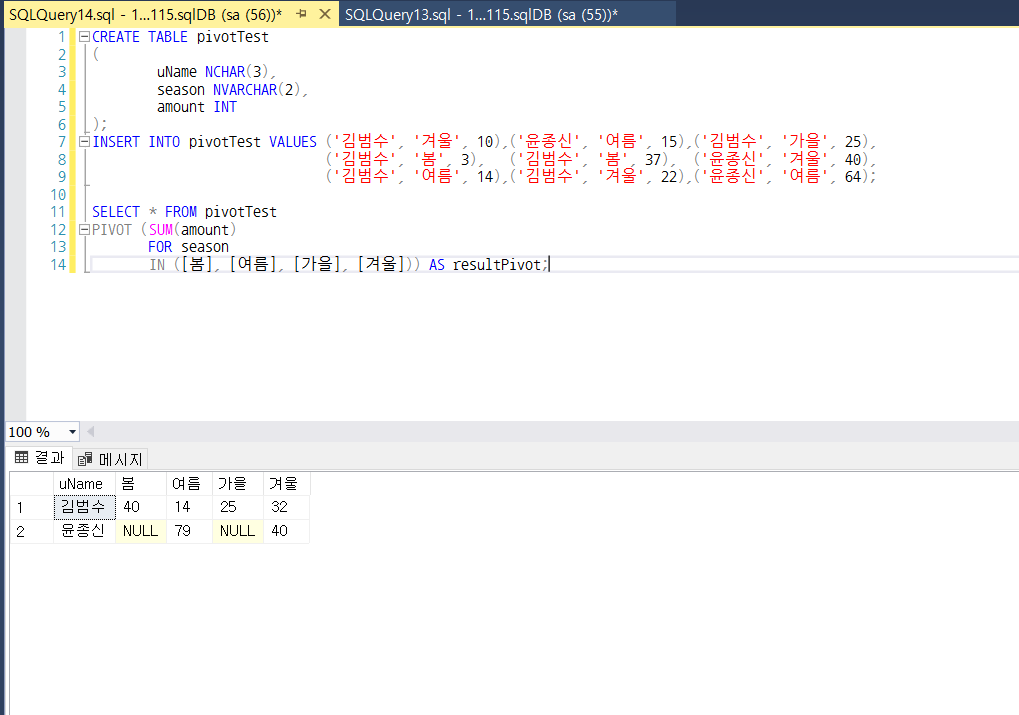 SQLQuery14.sql - 1...115.sqlDB (sa (56))* SQLQuery13.sql - 1...115.sqlDB (sa (55))*
1 CREATE TABLE pivotTest
2 (
3 uName NCHAR(3),
4 season NVARCHAR(2),
5 amount INT
6 );
7 INSERT INTO pivotTest VALUES ('김범수', '겨울', 10),('윤종신', '여름', 15),('김범수', '가을', 25),
8 ('김범수', '봄', 3), ('김범수', '봄', 37), ('윤종신', '겨울', 40),
9 ('김범수', '여름', 14),('김범수', '겨울', 22),('윤종신', '여름', 64);
10
11 SELECT * FROM pivotTest
12 PIVOT (SUM(amount)
13 FOR season
14 IN ([봄], [여름], [가을], [겨울])) AS resultPivot;
100 %
결과 메시지
uName 봄 여름 가을 겨울
1 김범수 40 14 25 32
2 윤종신 NULL 79 NULL 40